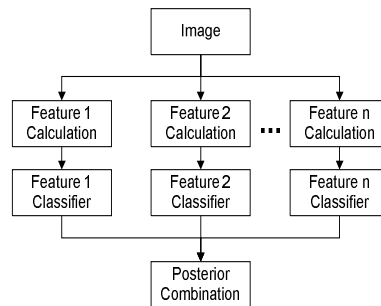 Image
Feature 1
Calculation
Feature 2
Calculation
...
Feature n
Calculation
Feature 1
Classifier
Feature 2
Classifier
Feature n
Classifier
Posterior
Combination